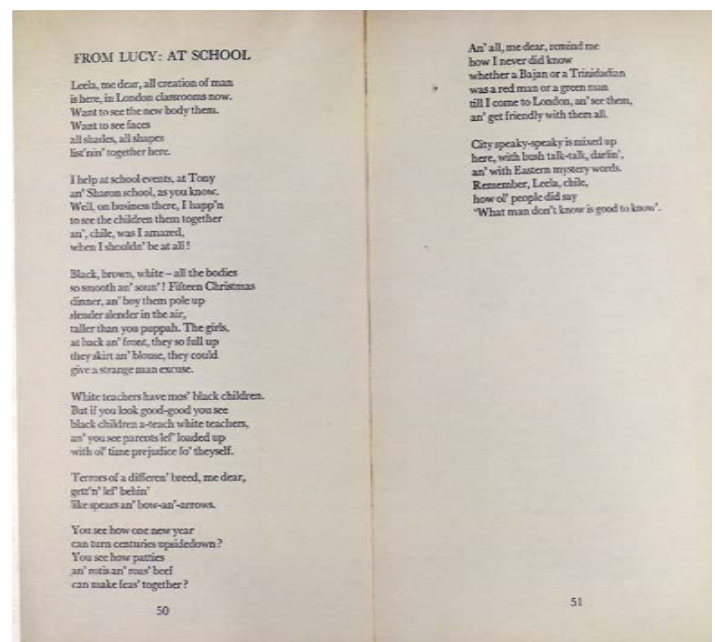 FROM LUCY: AT SCHOOL
Leela, me dear, all creation of man
is here, in London classrooms now.
Want to see the new body them.
Want to see faces
all shades, all shapes
list'nin' together here.
I help at school events, at Tony
an' Sharon school, as you know.
Well, on business there, I happ'n
to see the children them together
an', chile, was I amazed,
when I shouldn' be at all!
Black, brown, white – all the bodies
so smooth an' soun'! Fifteen Christmas
dinner, an' boy them pole up
slender slender in the air,
taller than you puppah. The girls,
at back an' front, they so full up
they skirt an' blouse, they could
give a strange man excuse.
White teachers have mos' black children.
But if you look good-good you see
black children a-teach white teachers,
an' you see parents lef' loaded up
with ol' time prejudice fo' theyself.
Terrors of a differen' breed, me dear,
gett'n' lef' behin'
like spears an' bow-an'-arrows.
You see how one new year
can turn centuries upsidedown?
You see how patties
an' rotis an' roas' beef
can make feas' together?
50
An' all, me dear, remind me
how I never did know
whether a Bajan or a Trinidadian
was a red man or a green man
till I come to London, an' see them,
an' get friendly with them all.
City speaky-speaky is mixed up
here, with bush talk-talk, darlin',
an' with Eastern mystery words.
Remember, Leela, chile,
how ol' people did say
'What man don't know is good to know'.
51